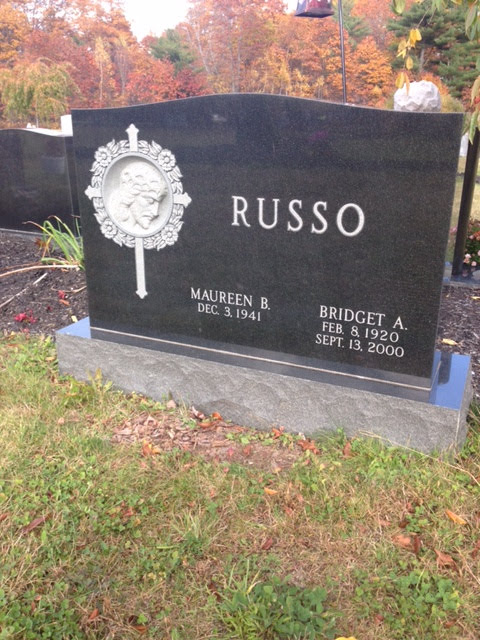 RUSSO
MAUREEN B.
DEC. 3, 1941
BRIDGET A.
FEB. 8, 1920
SEPT. 13, 2000